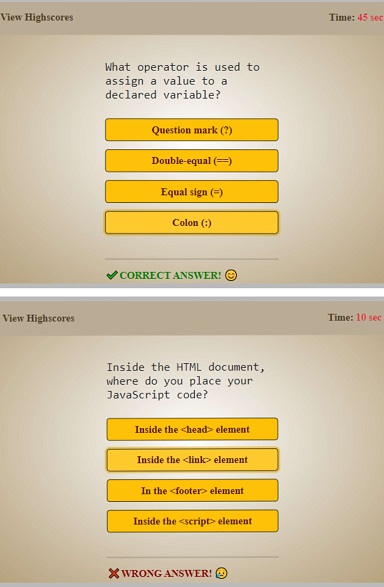 View Highscores Time: 45 sec
What operator is used to
assign a value to a
declared variable?
Question mark (?)
Double-equal (==)
Equal sign (=)
Colon (:)
✔ CORRECT ANSWER! 😊
View Highscores Time: 10 sec
Inside the HTML document,
where do you place your
JavaScript code?
Inside the <head> element
Inside the <link> element
In the <footer> element
Inside the <script> element
❌ WRONG ANSWER! 😥